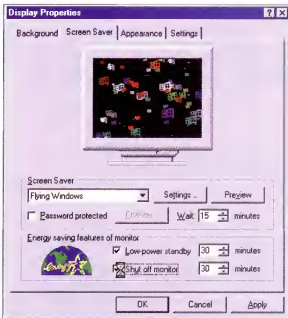 Display Properties
Background Screen Saver Appearance Settings
Screen Saver
Flying Windows Settings ... Preview
Password protected Wait: 15 minutes
Energy saving features of monitor
Low-power standby 30 minutes
Shut off monitor 30 minutes
OK Cancel Apply